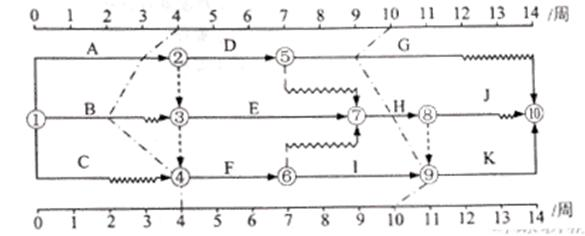 0 1 2 3 4 5 6 7 8 9 10 11 12 13 14 /周
A ② D ⑤ G
① B ③ E ⑦ H ⑧ J ⑩
C ④ F ⑥ I ⑨ K
0 1 2 3 4 5 6 7 8 9 10 11 12 13 14 /周